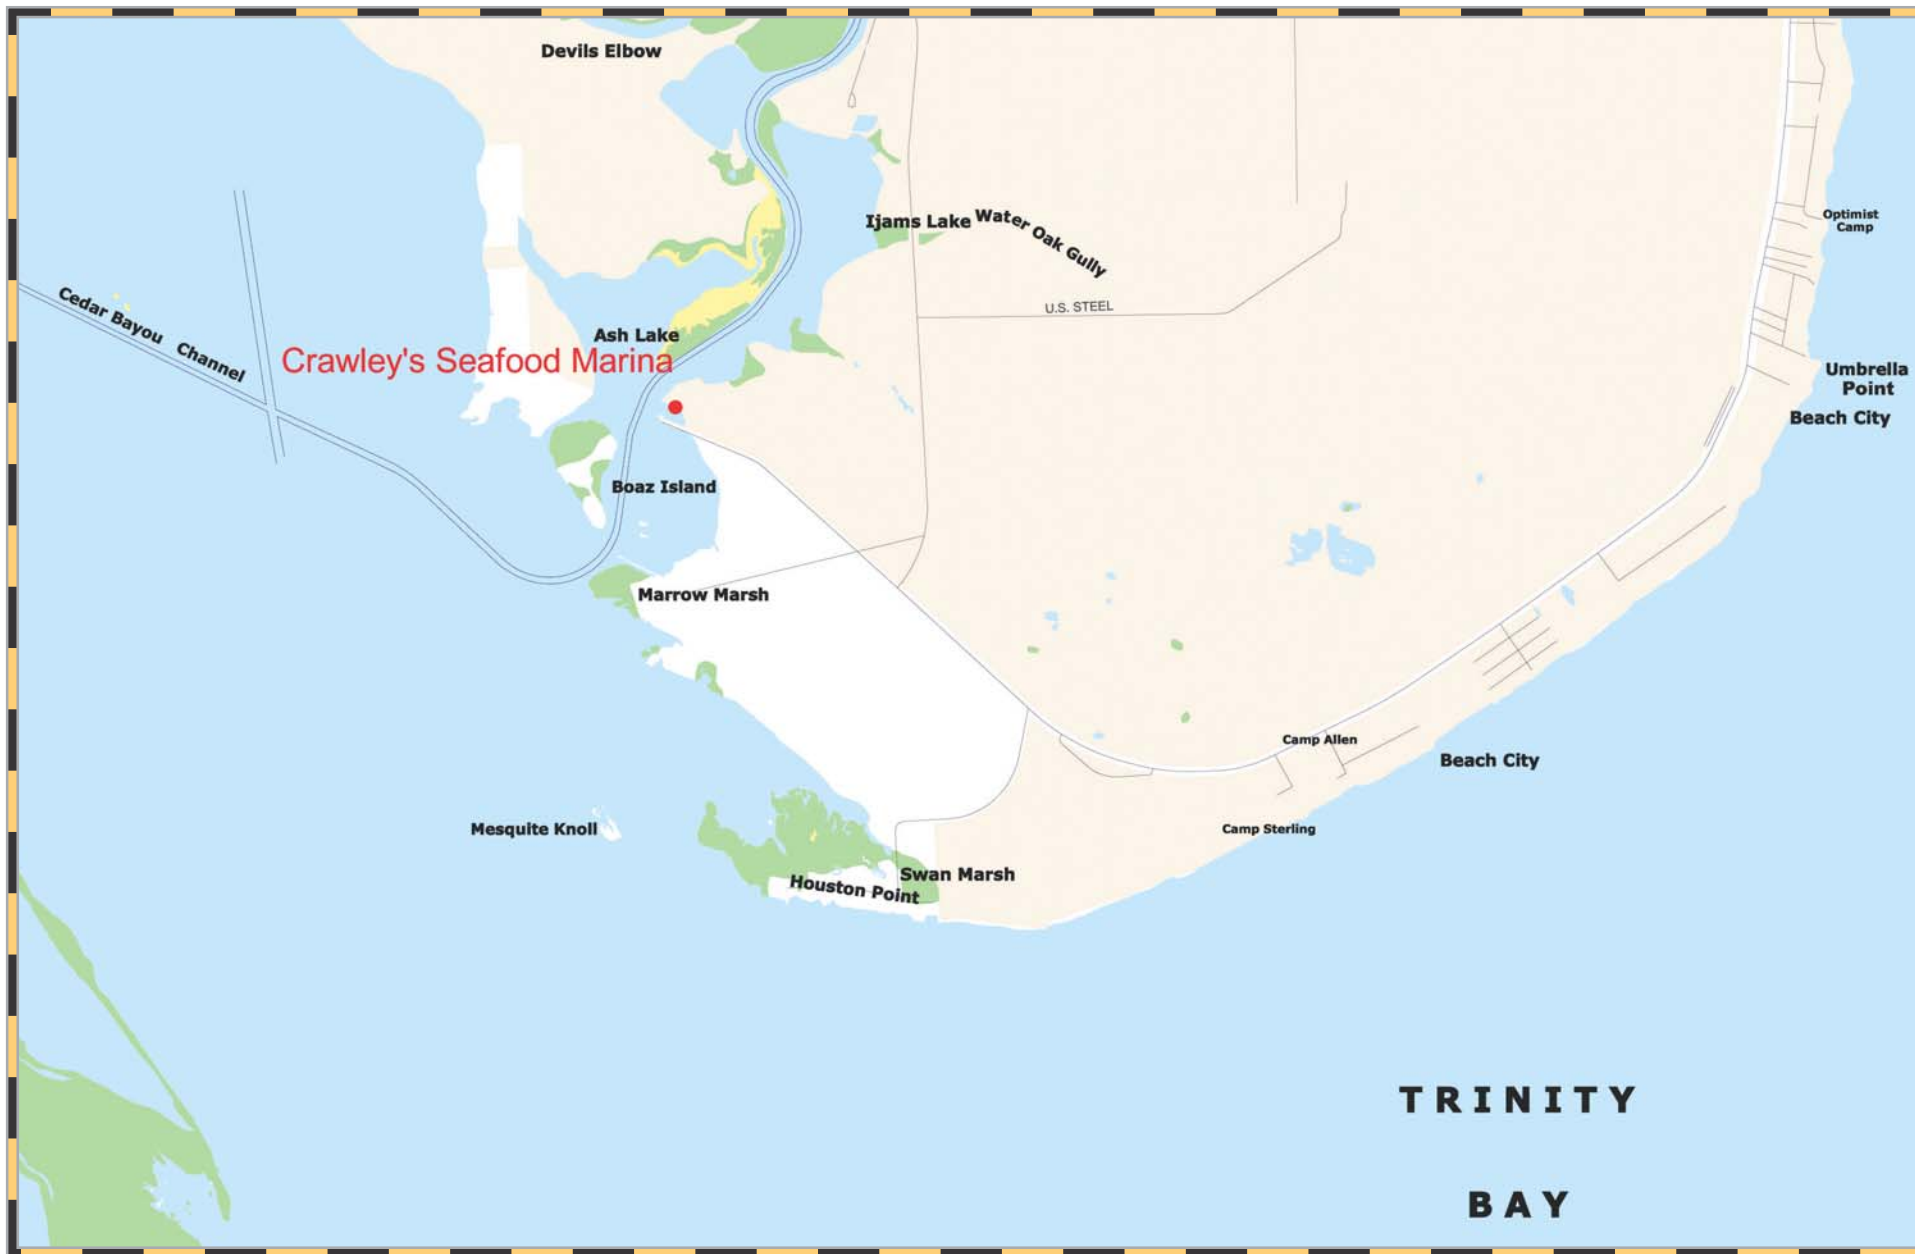 Devils Elbow
Ijams Lake
Water Oak Gully
Optimist
Camp
Cedar Bayou Channel
U.S. STEEL
Ash Lake
Crawley's Seafood Marina
Umbrella
Point
Beach City
Boaz Island
Marrow Marsh
Camp Allen
Beach City
Mesquite Knoll
Camp Sterling
Swan Marsh
Houston Point
TRINITY
BAY